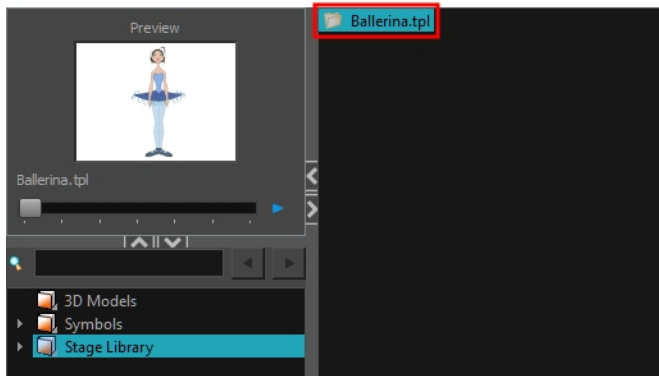 Preview
Ballerina.tpl
Ballerina.tpl
3D Models
Symbols
Stage Library